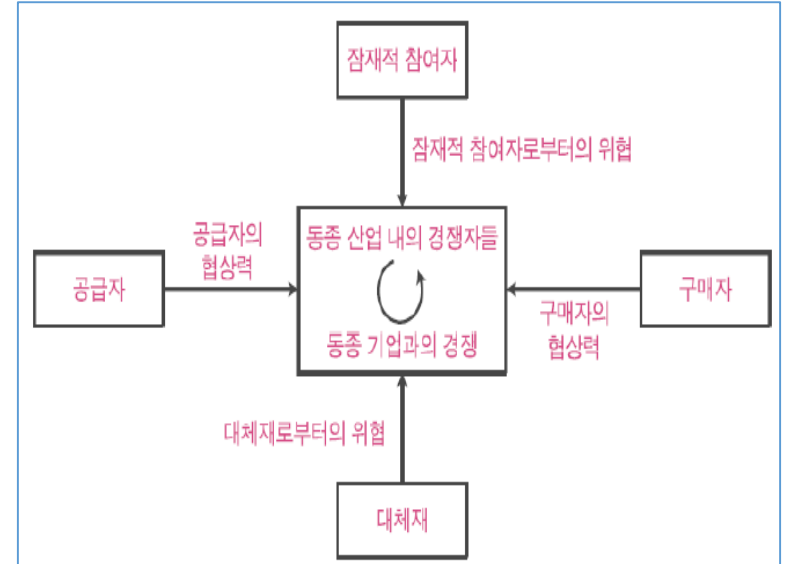 잠재적 참여자
잠재적 참여자로부터의 위협
공급자의
협상력
동종 산업 내의 경쟁자들
공급자
구매자
구매자의
협상력
동종 기업과의 경쟁
대체재로부터의 위협
대체재